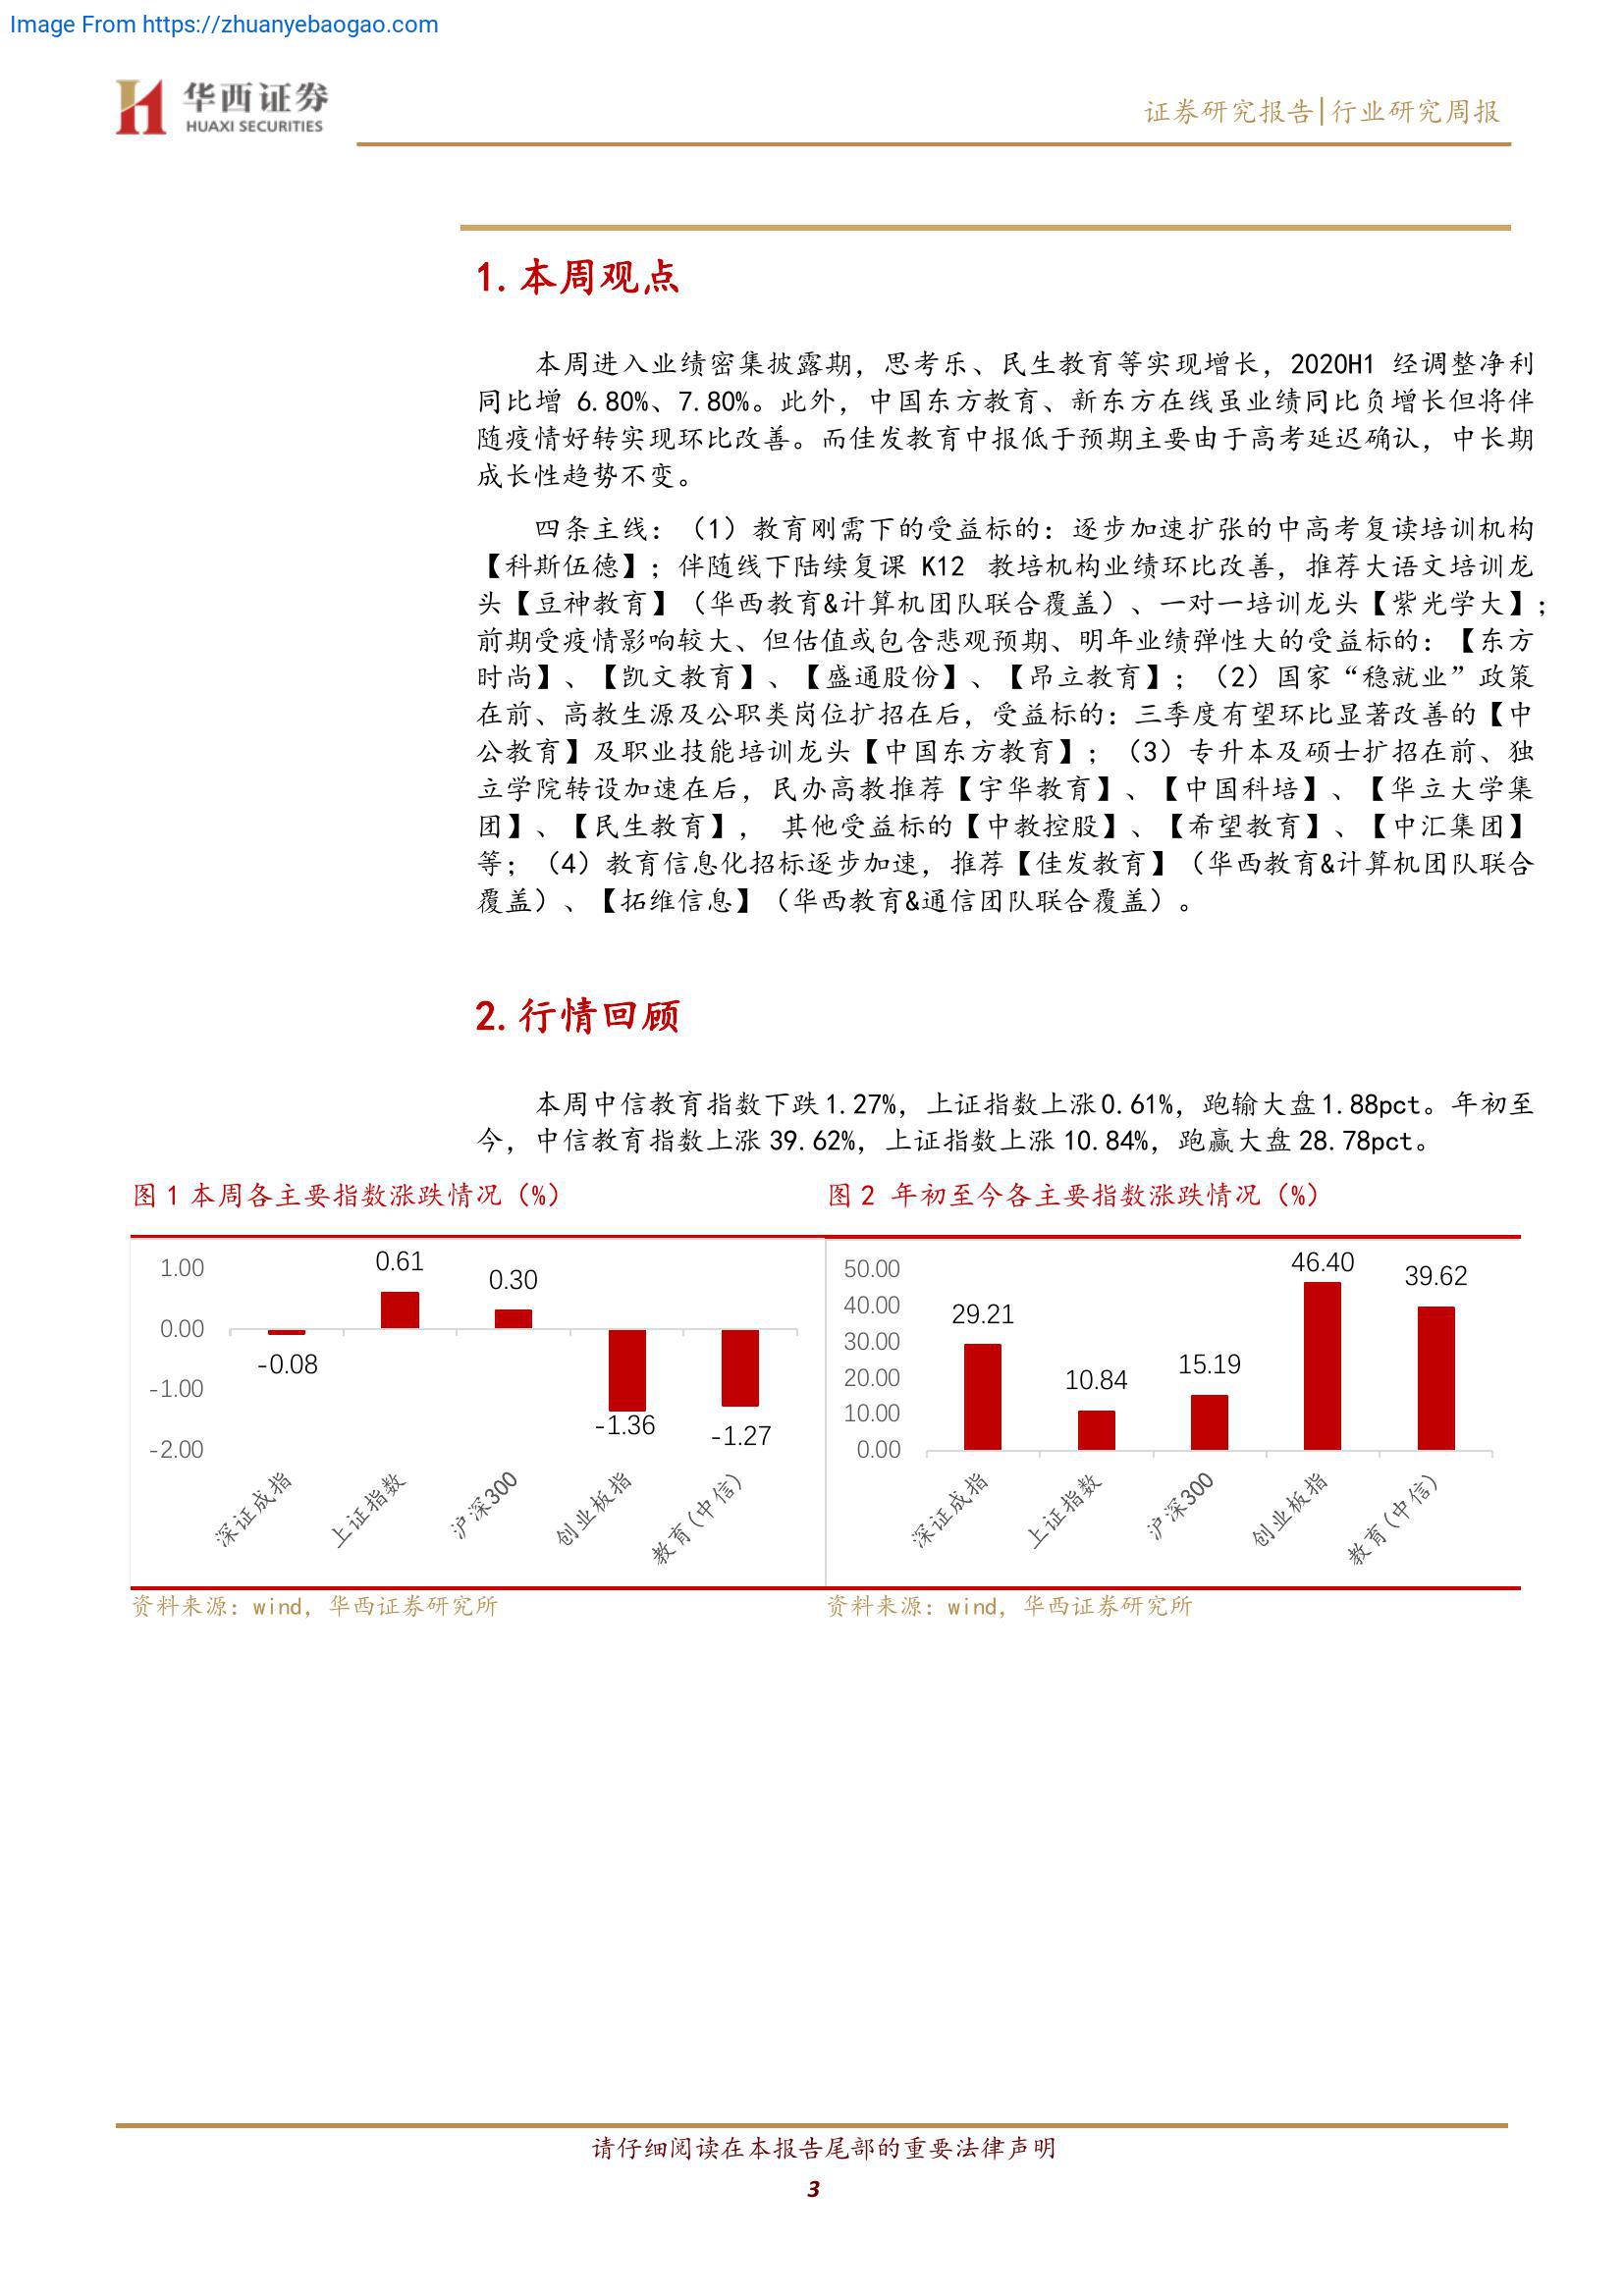 Image From https://zhuanyebaogao.com
华西证券
HUAXI SECURITIES
证券研究报告|行业研究周报
1.本周观点
本周进入业绩密集披露期，思考乐、民生教育等实现增长，2020H1 经调整净利
同比增 6.80%、7.80%。此外，中国东方教育、新东方在线虽业绩同比负增长但将伴
随疫情好转实现环比改善。而佳发教育中报低于预期主要由于高考延迟确认，中长期
成长性趋势不变。
四条主线：（1）教育刚需下的受益标的：逐步加速扩张的中高考复读培训机构
【科斯伍德】；伴随线下陆续复课 K12 教培机构业绩环比改善，推荐大语文培训龙
头【豆神教育】（华西教育&计算机团队联合覆盖）、一对一培训龙头【紫光学大】；
前期受疫情影响较大、但估值或包含悲观预期、明年业绩弹性大的受益标的：【东方
时尚】、【凯文教育】、【盛通股份】、【昂立教育】；（2）国家“稳就业”政策
在前、高教生源及公职类岗位扩招在后，受益标的：三季度有望环比显著改善的【中
公教育】及职业技能培训龙头【中国东方教育】；（3）专升本及硕士扩招在前、独
立学院转设加速在后，民办高教推荐【宇华教育】、【中国科培】、【华立大学集
团】、【民生教育】， 其他受益标的【中教控股】、【希望教育】、【中汇集团】
等；（4）教育信息化招标逐步加速，推荐【佳发教育】（华西教育&计算机团队联合
覆盖）、【拓维信息】（华西教育&通信团队联合覆盖）。
2.行情回顾
本周中信教育指数下跌1.27%，上证指数上涨0.61%，跑输大盘1.88pct。年初至
今，中信教育指数上涨 39.62%，上证指数上涨 10.84%，跑赢大盘 28.78pct。
图 1 本周各主要指数涨跌情况（%）
1.00
0.00
-1.00
-2.00
-0.08
0.61
0.30
-1.36
-1.27
深证成指
上证指数
沪深300
创业板指
教育(中信)
资料来源：wind，华西证券研究所
图 2 年初至今各主要指数涨跌情况（%）
50.00
40.00
30.00
20.00
10.00
0.00
29.21
10.84
15.19
46.40
39.62
深证成指
上证指数
沪深300
创业板指
教育(中信)
资料来源：wind，华西证券研究所
请仔细阅读在本报告尾部的重要法律声明
3